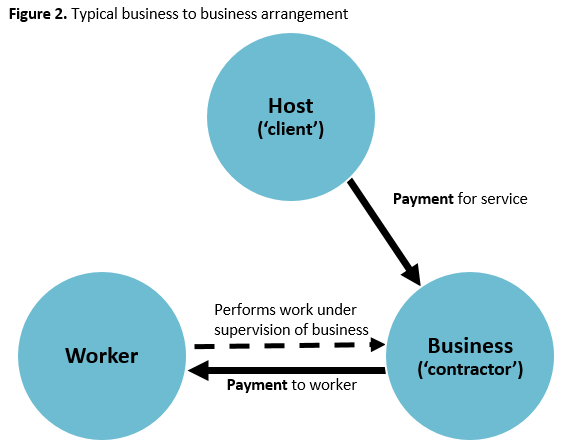 Figure 2. Typical business to business arrangement
Host
(‘client’)
Payment for service
Performs work under
supervision of business
Worker
Business
(‘contractor’)
Payment to worker